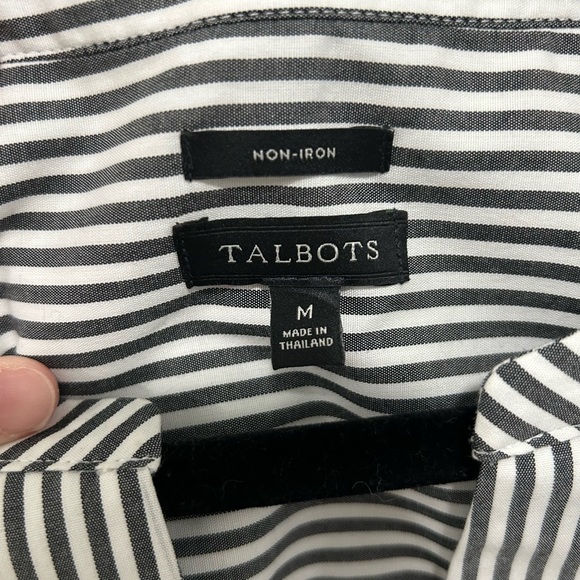 NON-IRON
TALBOTS
M
MADE IN
THAILAND